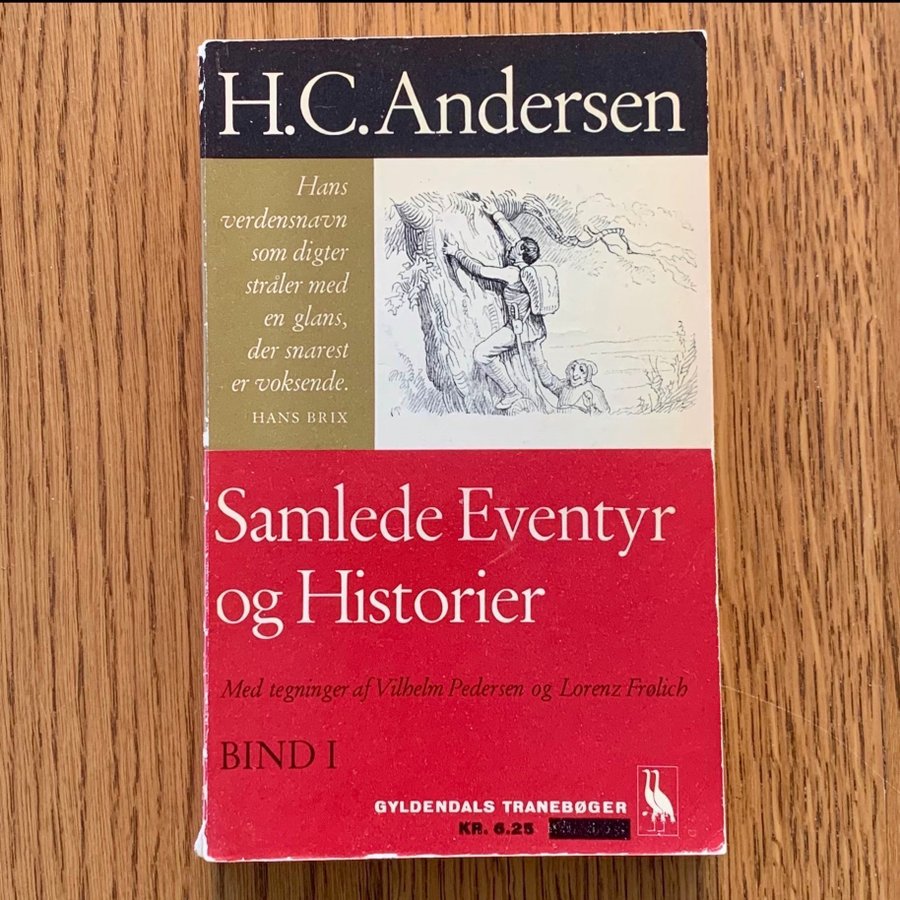 H.C. Andersen
Hans
verdensnavn
som digter
stråler med
en glans,
der snarest
er voksende.
HANS BRIX
Samlede Eventyr
og Historier
Med tegninger af Vilhelm Pedersen og Lorenz Frølich
BIND I
GYLDENDALS TRANEBØGER
KR. 6.25